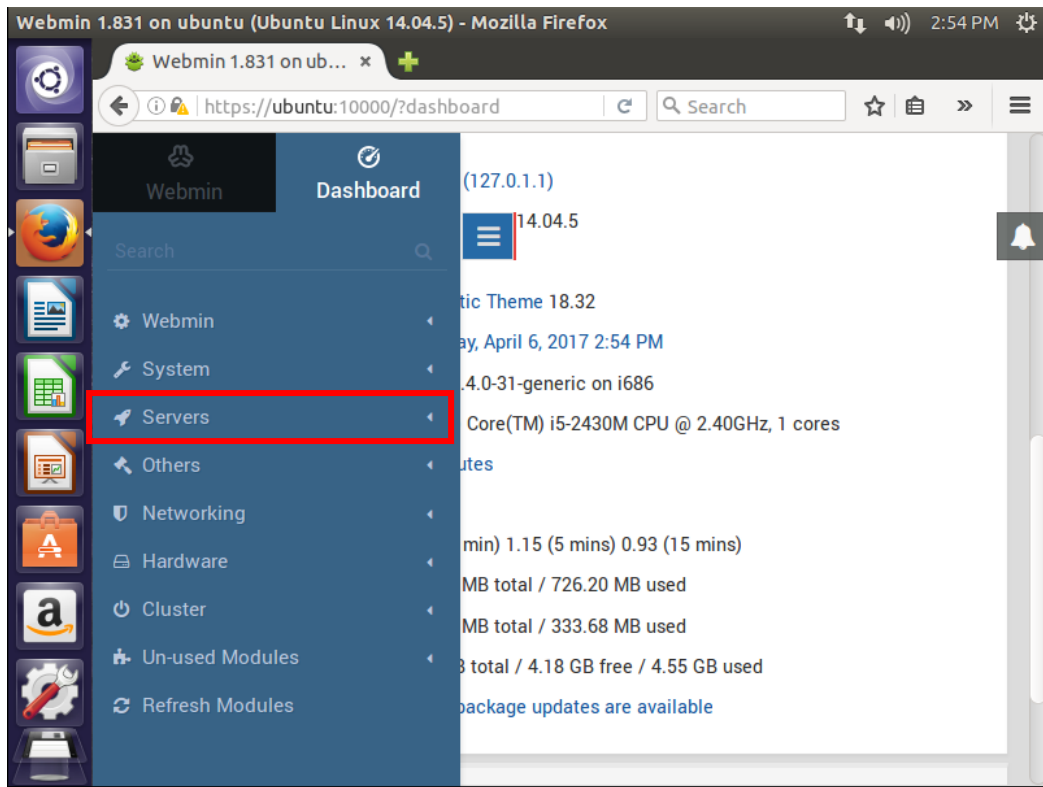 Webmin 1.831 on ubuntu (Ubuntu Linux 14.04.5) - Mozilla Firefox 2:54 PM
Webmin 1.831 on ub...
https://ubuntu:10000/?dashboard Search
Webmin Dashboard
Search
Webmin
System
Servers
Others
Networking
Hardware
Cluster
Un-used Modules
Refresh Modules
(127.0.1.1)
14.04.5
tic Theme 18.32
ay, April 6, 2017 2:54 PM
.4.0-31-generic on i686
Core(TM) i5-2430M CPU @ 2.40GHz, 1 cores
utes
min) 1.15 (5 mins) 0.93 (15 mins)
MB total / 726.20 MB used
MB total / 333.68 MB used
total / 4.18 GB free / 4.55 GB used
package updates are available